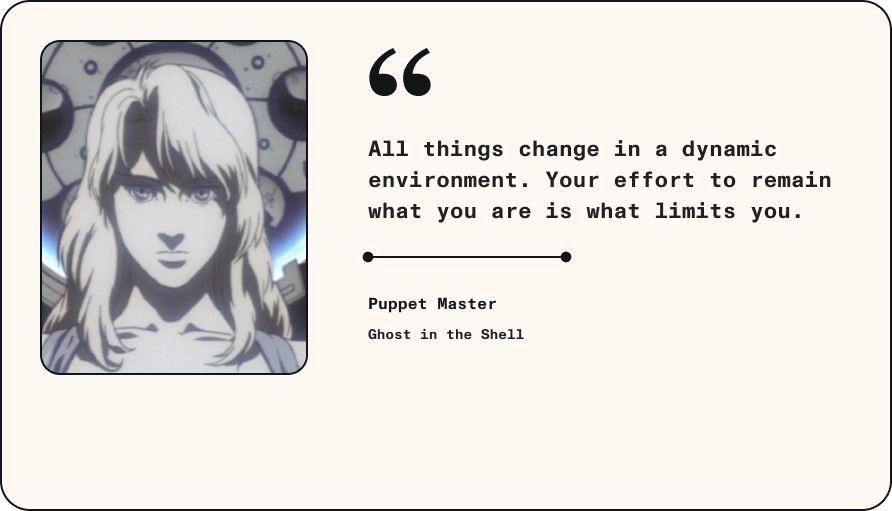 “
All things change in a dynamic
environment. Your effort to remain
what you are is what limits you.
Puppet Master
Ghost in the Shell